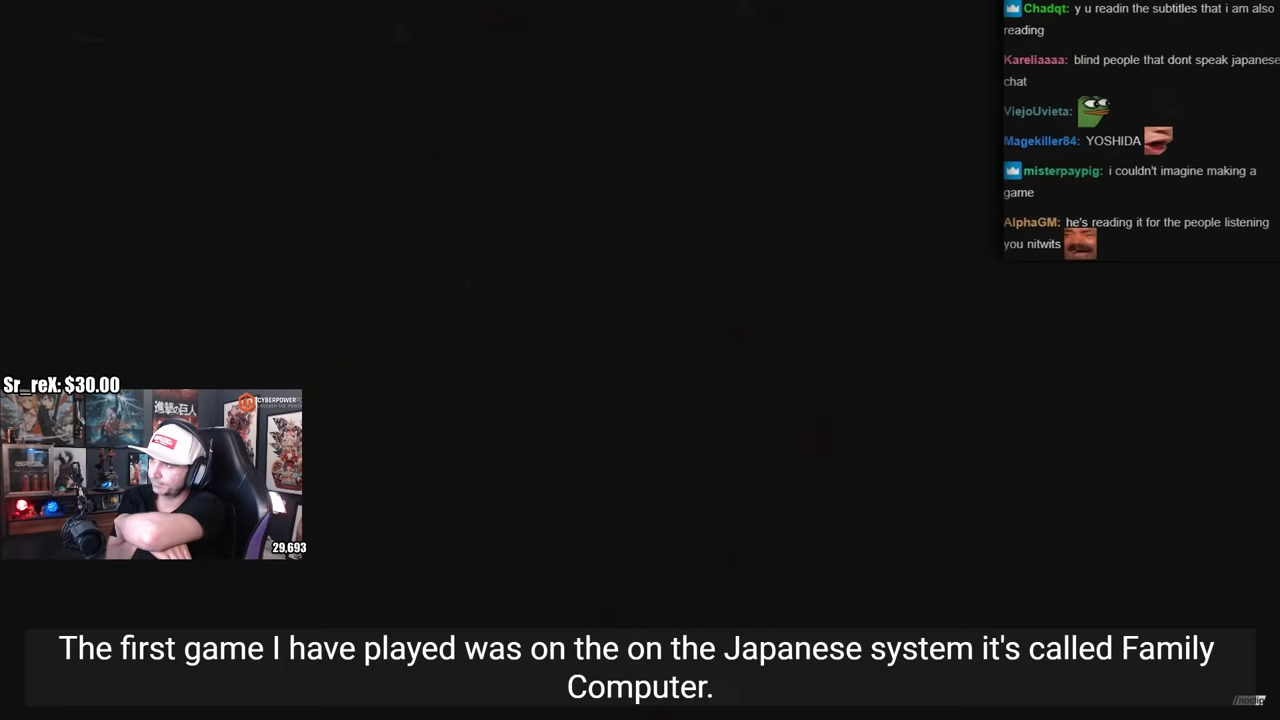 Chadqt: y u readin the subtitles that i am also
reading
Kareliaaaa: blind people that dont speak japanese
chat
ViejoUvieta:
Magekiller84: YOSHIDA
misterpaypig: i couldn't imagine making a
game
AlphaGM: he's reading it for the people listening
you nitwits
Sr_reX: $30.00
CYBERPOWER
進撃の巨人
29,693
The first game I have played was on the on the Japanese system it's called Family
Computer.
/noclip